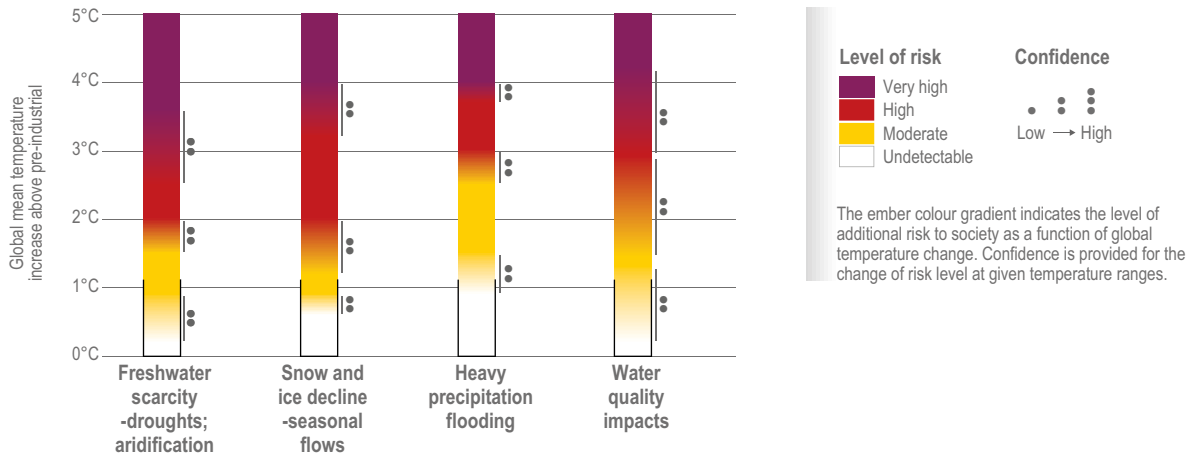 Global mean temperature
increase above pre-industrial
5°C
4°C
3°C
2°C
1°C
0°C
Freshwater
scarcity
-droughts;
aridification
Snow and
ice decline
-seasonal
flows
Heavy
precipitation
flooding
Water
quality
impacts
Level of risk
Very high
High
Moderate
Undetectable
Confidence
Low → High
The ember colour gradient indicates the level of
additional risk to society as a function of global
temperature change. Confidence is provided for the
change of risk level at given temperature ranges.